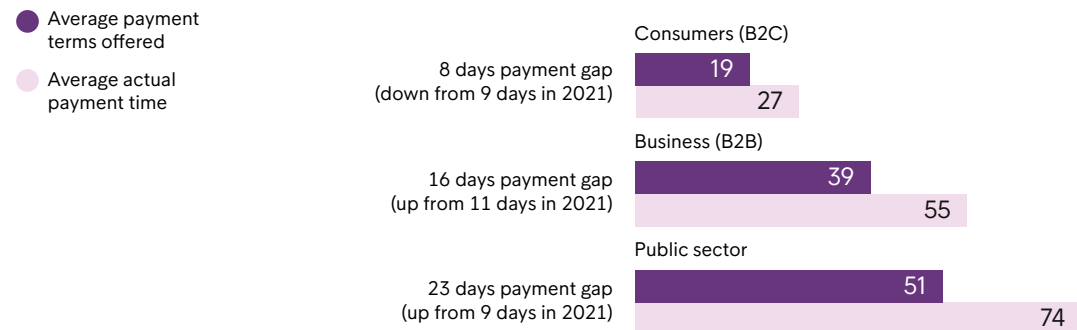 Average payment
terms offered
Average actual
payment time
Consumers (B2C)
8 days payment gap
(down from 9 days in 2021)
19
27
Business (B2B)
16 days payment gap
(up from 11 days in 2021)
39
55
Public sector
23 days payment gap
(up from 9 days in 2021)
51
74